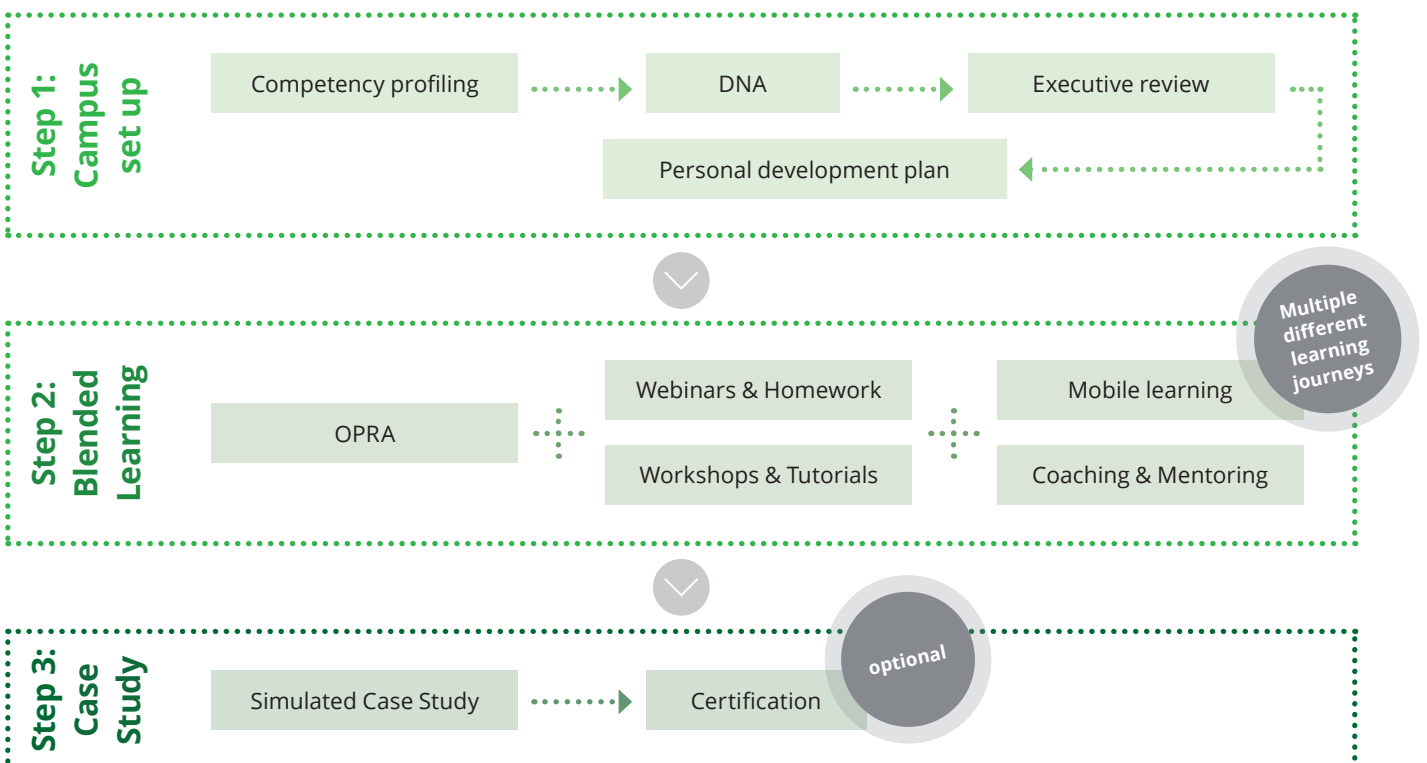 Step 1:
Campus
set up
Competency profiling
DNA
Executive review
Personal development plan
Multiple
different
learning
journeys
Step 2:
Blended
Learning
OPRA
Webinars & Homework
Workshops & Tutorials
Mobile learning
Coaching & Mentoring
Step 3:
Case
Study
Simulated Case Study
Certification
optional